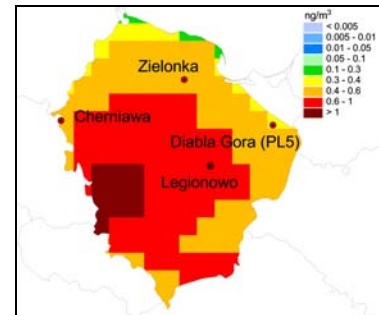 ng/m³
< 0.005
0.005 - 0.01
0.01 - 0.05
0.05 - 0.1
0.1 - 0.3
0.3 - 0.4
0.4 - 0.6
0.6 - 1
> 1
Zielonka
Cherniawa
Diabla Gora (PL5)
Legionowo